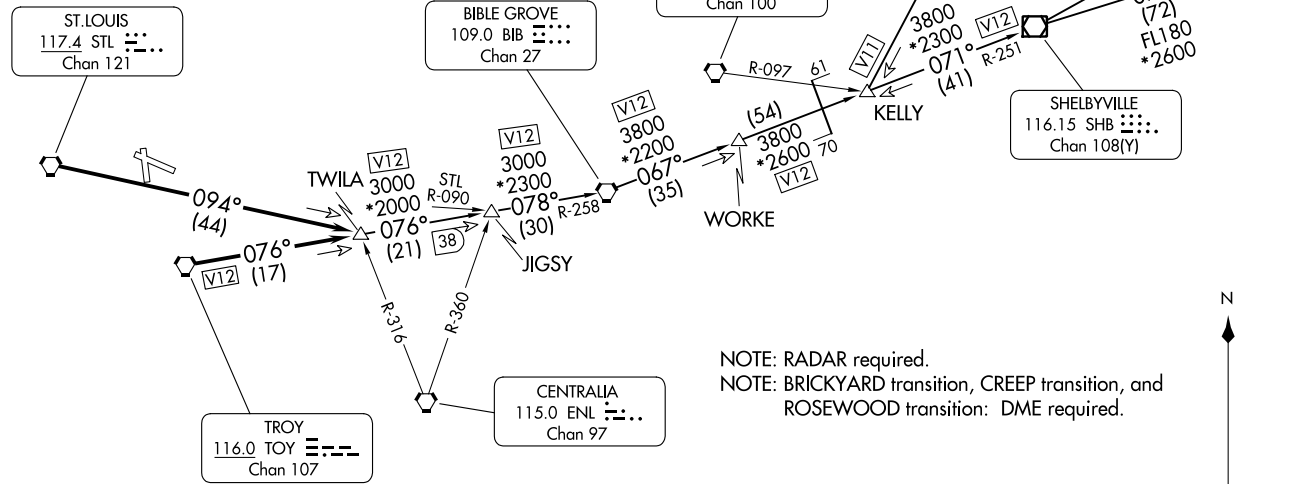 ST.LOUIS
117.4 STL
Chan 121
BIBLE GROVE
109.0 BIB
Chan 27
Chan 100
3800
*2300
V12
(72)
FL180
*2600
071°
(41)
R-251
V11
R-097
61
KELLY
SHELBYVILLE
116.15 SHB
Chan 108(Y)
V12
3800
*2200
067°
(35)
(54)
3800
*2600
V12
70
WORKE
V12
3000
*2300
078°
(30)
R-258
JIGSY
TWILA
V12
3000
*2000
076°
(21)
STL
R-090
38
094°
(44)
076°
V12
(17)
R-316
R-360
CENTRALIA
115.0 ENL
Chan 97
TROY
116.0 TOY
Chan 107
NOTE: RADAR required.
NOTE: BRICKYARD transition, CREEP transition, and
ROSEWOOD transition: DME required.
N